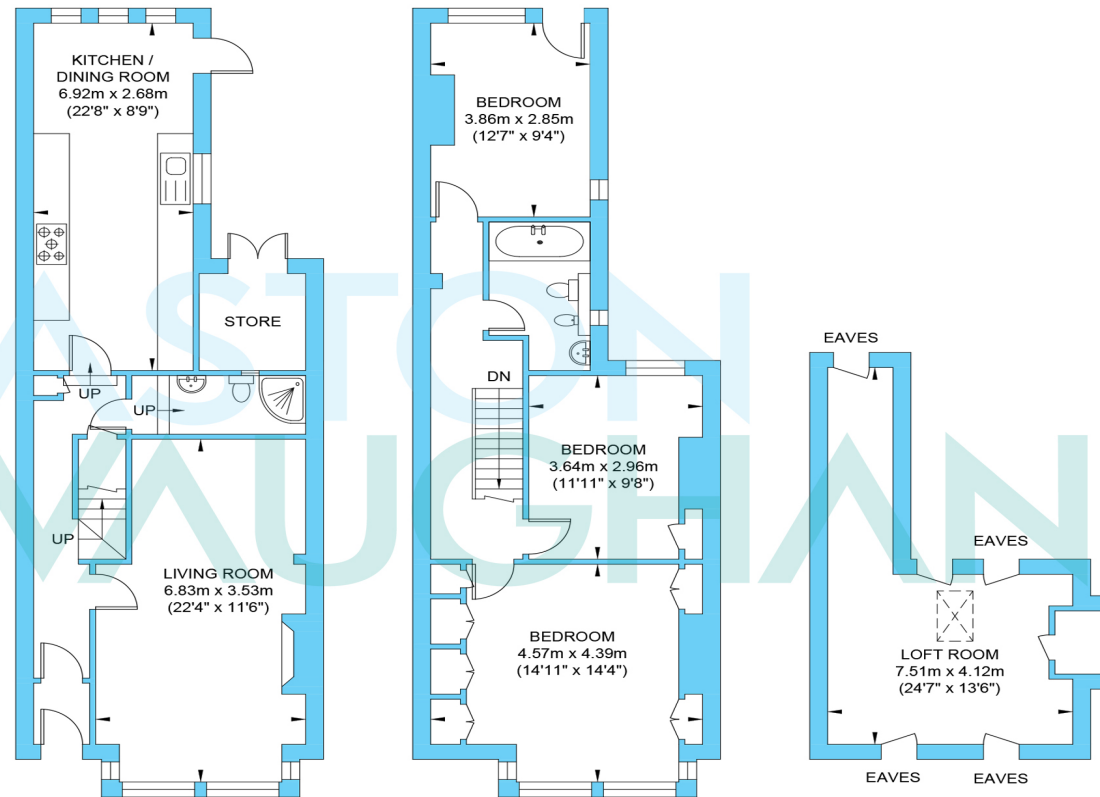 KITCHEN /
DINING ROOM
6.92m x 2.68m
(22'8" x 8'9")
STORE
UP
UP
UP
LIVING ROOM
6.83m x 3.53m
(22'4" x 11'6")
BEDROOM
3.86m x 2.85m
(12'7" x 9'4")
DN
BEDROOM
3.64m x 2.96m
(11'11" x 9'8")
BEDROOM
4.57m x 4.39m
(14'11" x 14'4")
EAVES
EAVES
X
LOFT ROOM
7.51m x 4.12m
(24'7" x 13'6")
EAVES
EAVES
ASTON
VAUGHAN